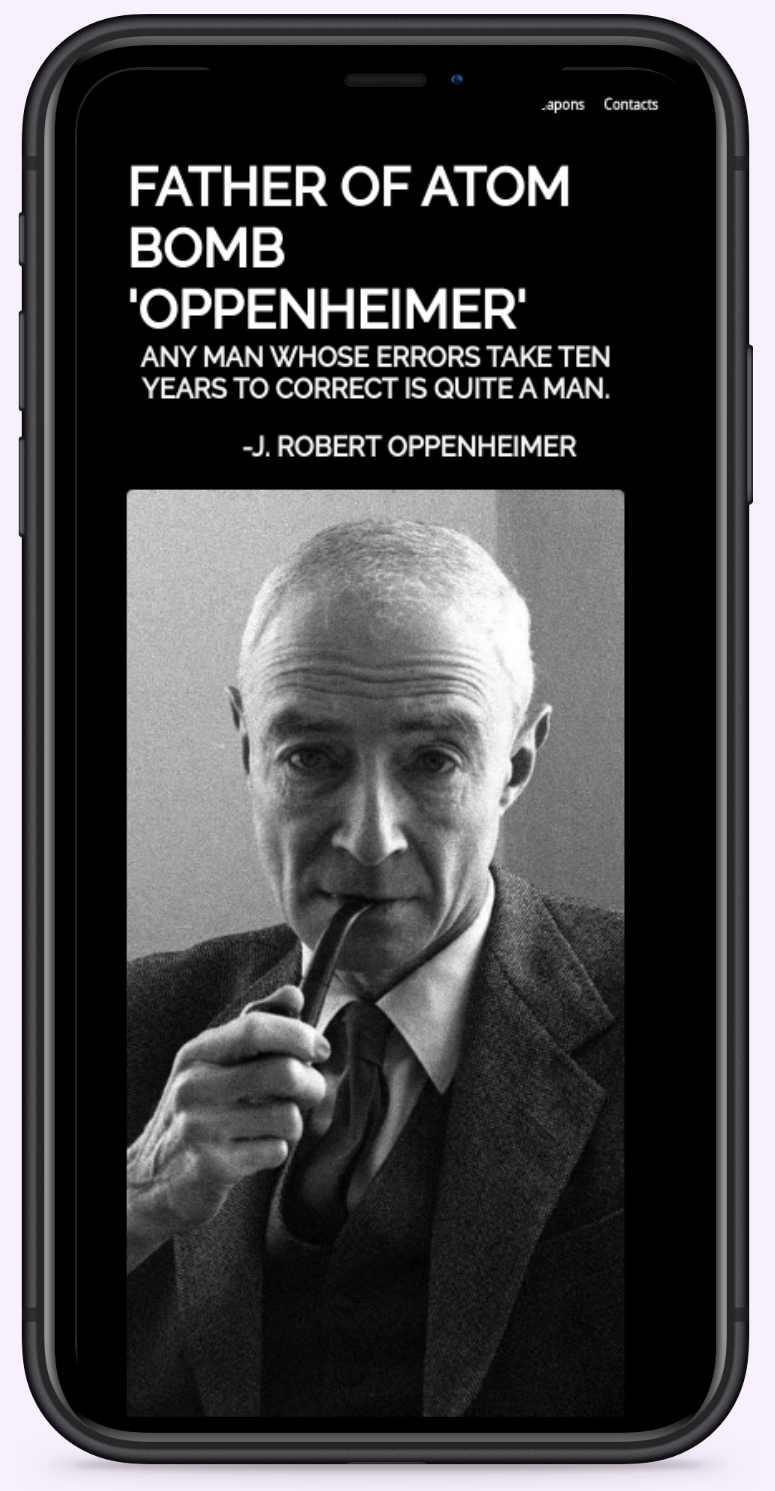 Contacts
FATHER OF ATOM
BOMB
'OPPENHEIMER'
ANY MAN WHOSE ERRORS TAKE TEN
YEARS TO CORRECT IS QUITE A MAN.
-J. ROBERT OPPENHEIMER